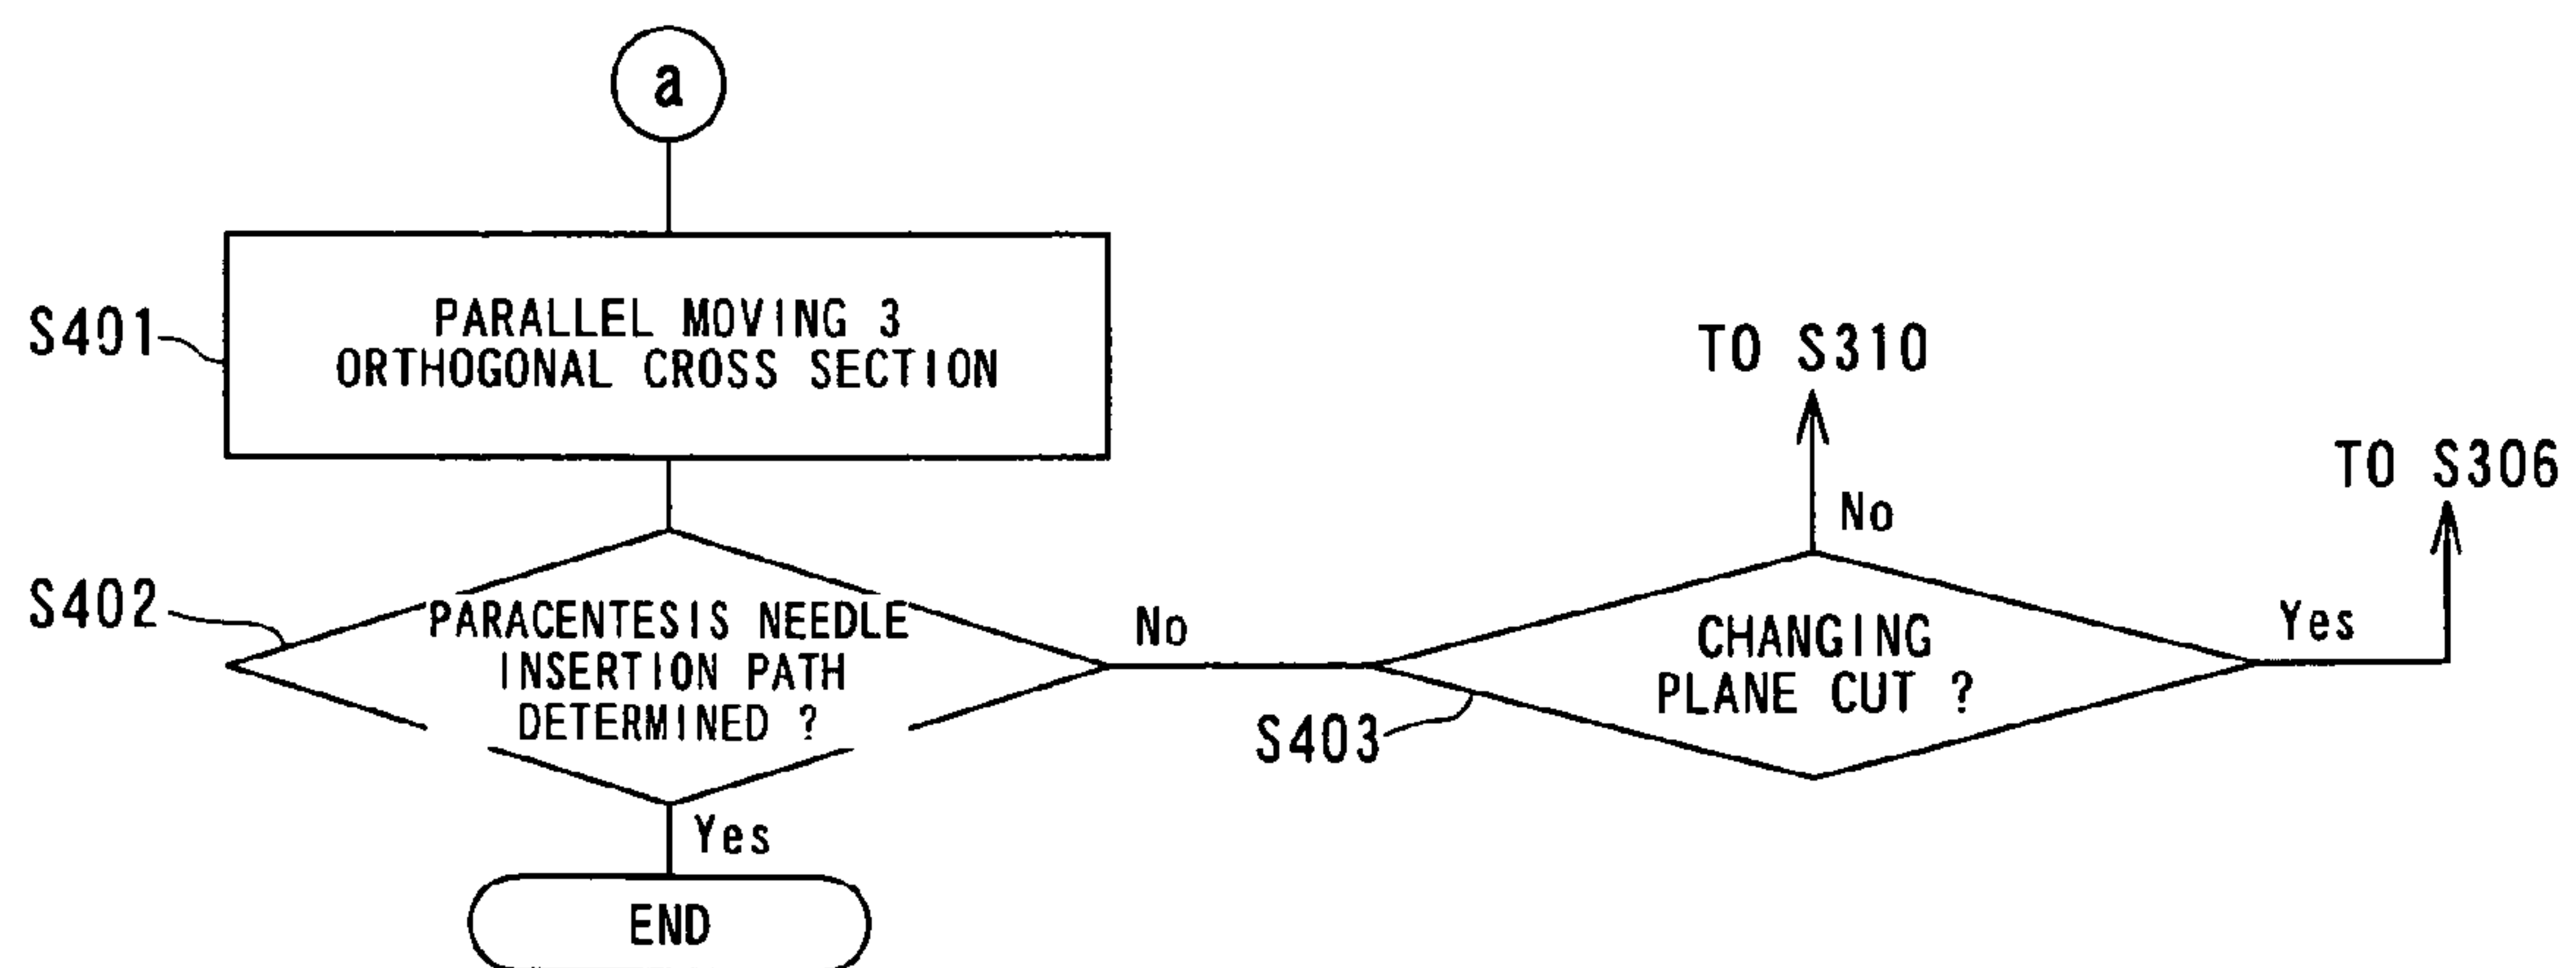 a
S401
PARALLEL MOVING 3
ORTHOGONAL CROSS SECTION
S402
PARACENTESIS NEEDLE
INSERTION PATH
DETERMINED ?
No
Yes
END
TO S310
No
TO S306
Yes
CHANGING
PLANE CUT ?
S403